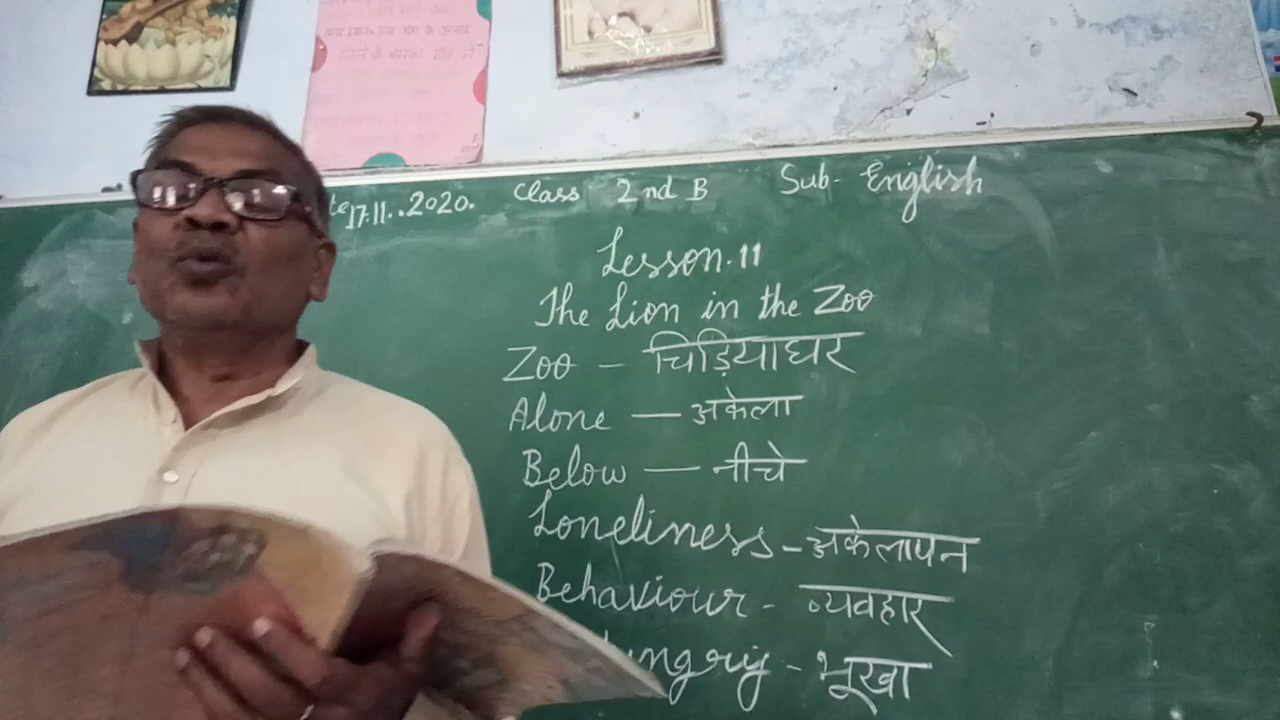 17.11..2020. Class 2nd B Sub- English
Lesson.11
The Lion in the Zoo
Zoo – चिड़ियाघर
Alone — अकेला
Below — नीचे
Loneliness - अकेलापन
Behaviour - व्यवहार
ungry - भूखा